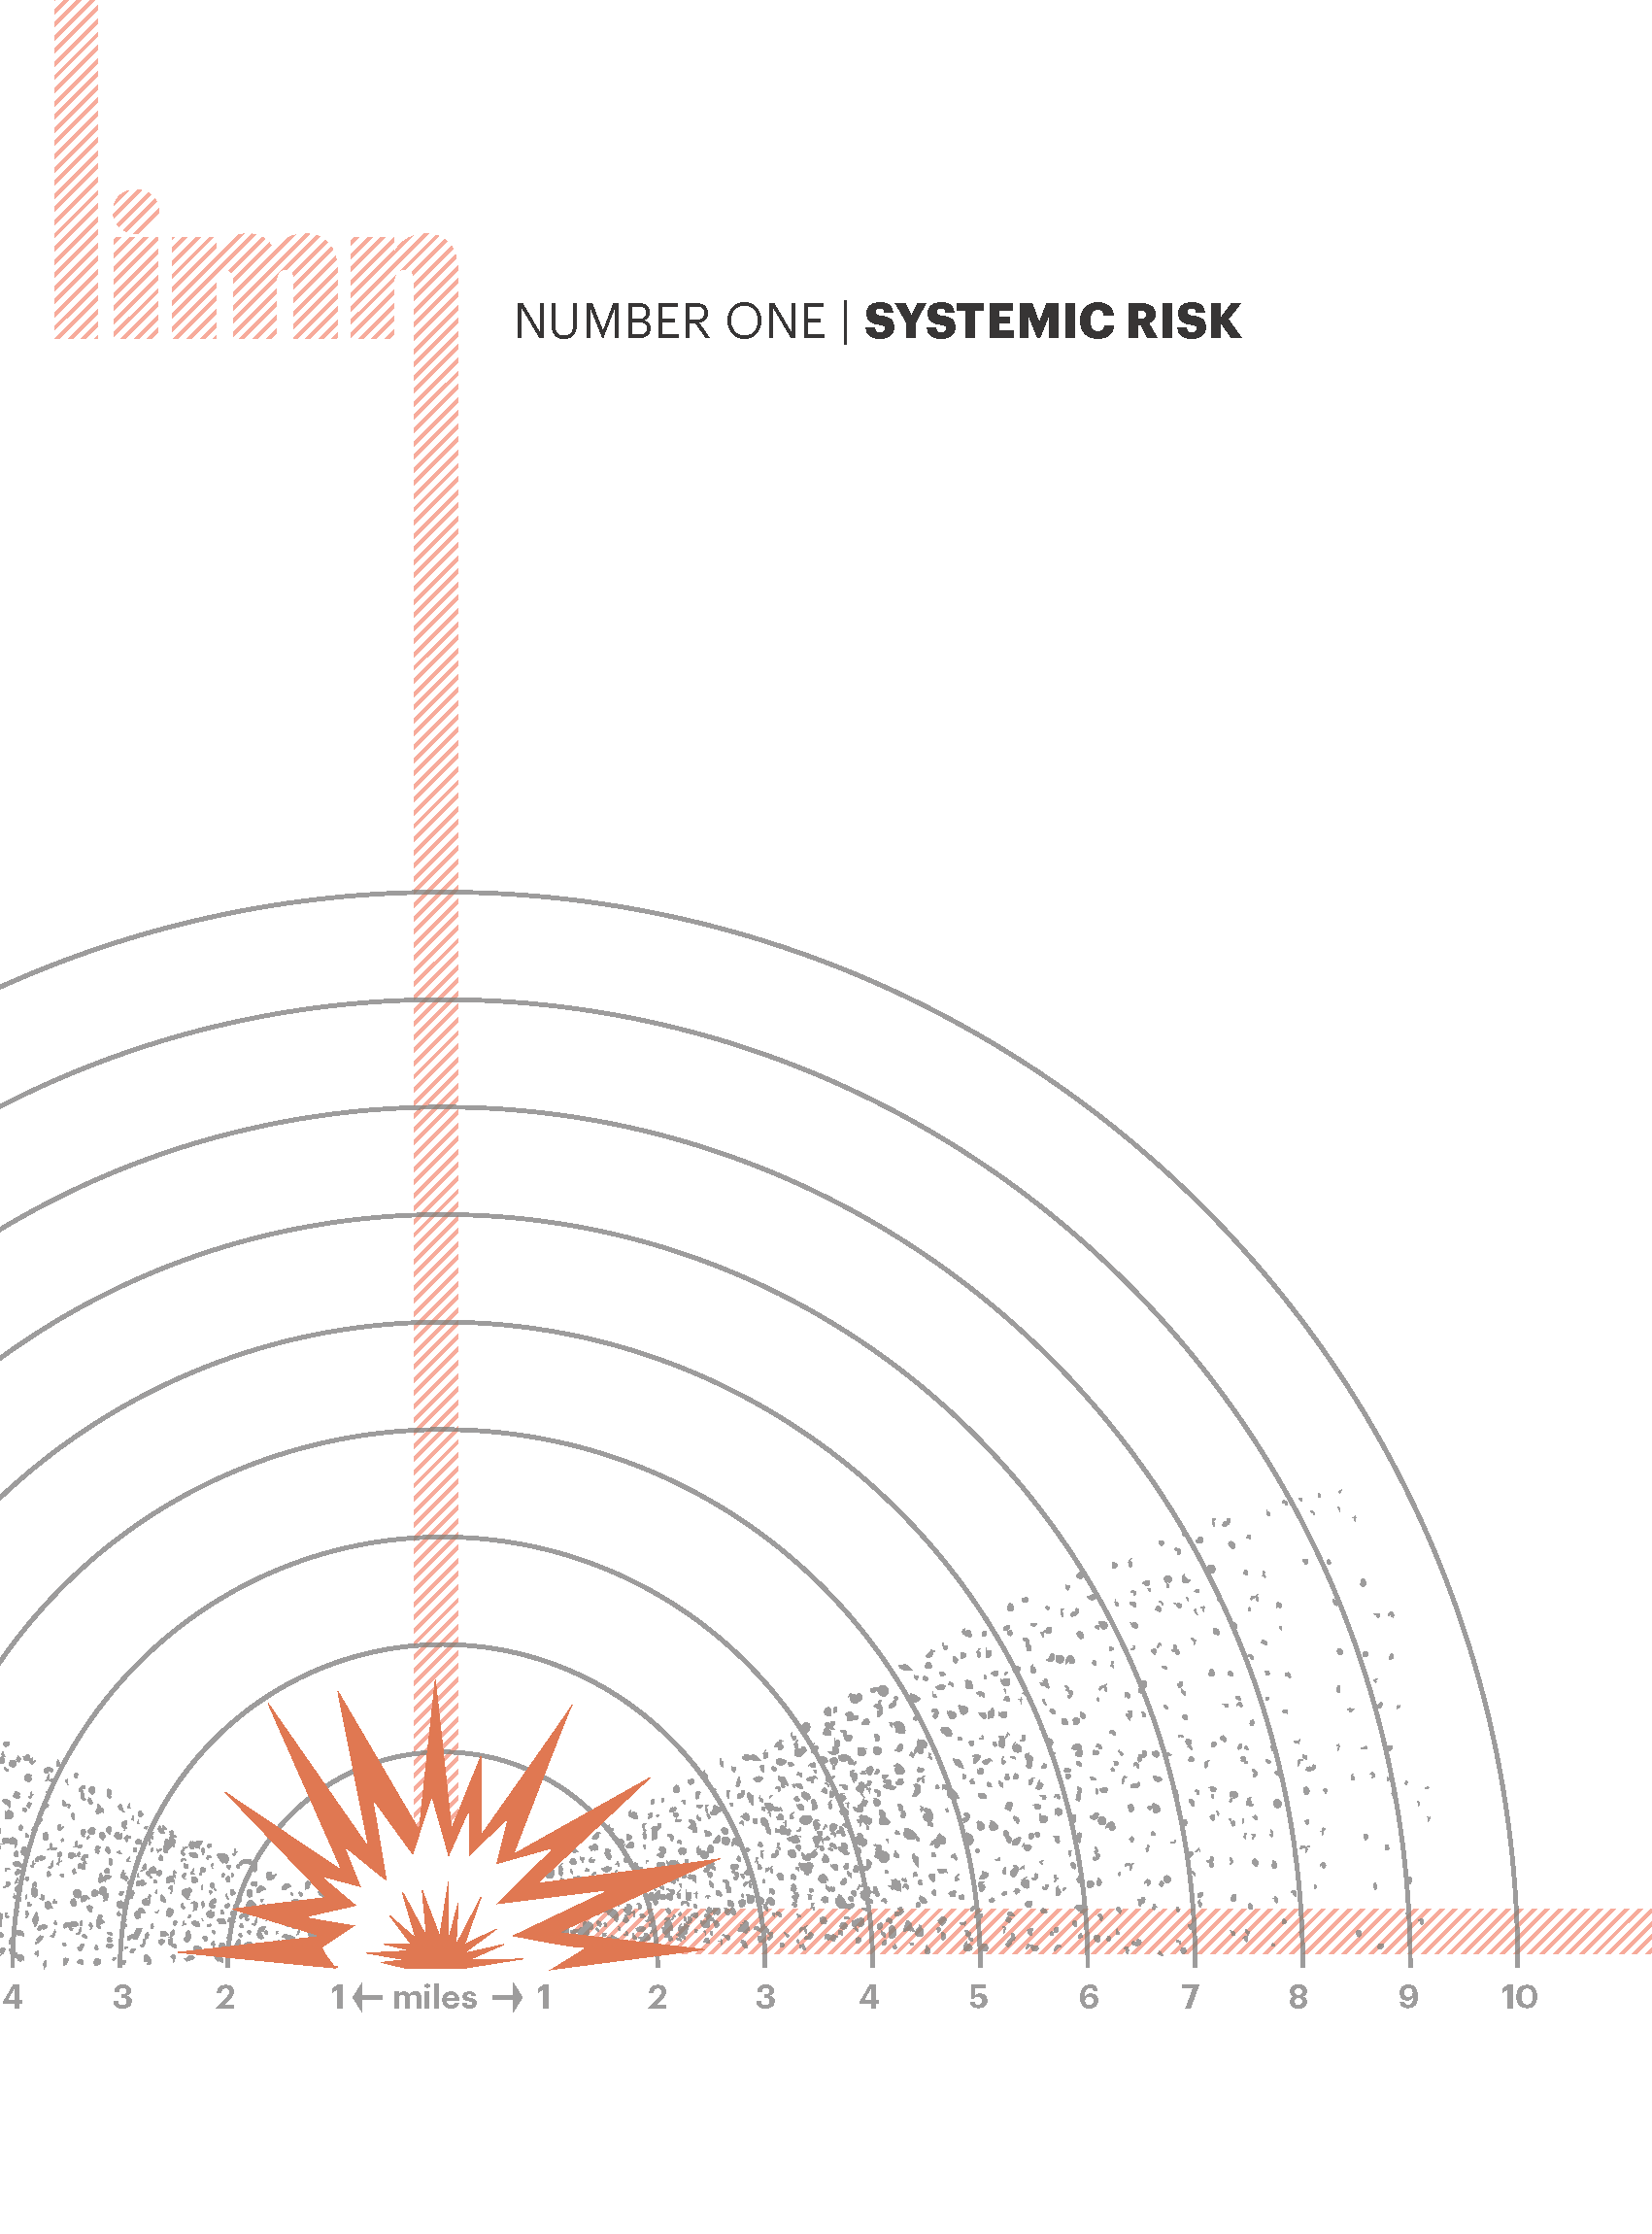 limn
NUMBER ONE | SYSTEMIC RISK
4 3 2 1 miles 1 2 3 4 5 6 7 8 9 10